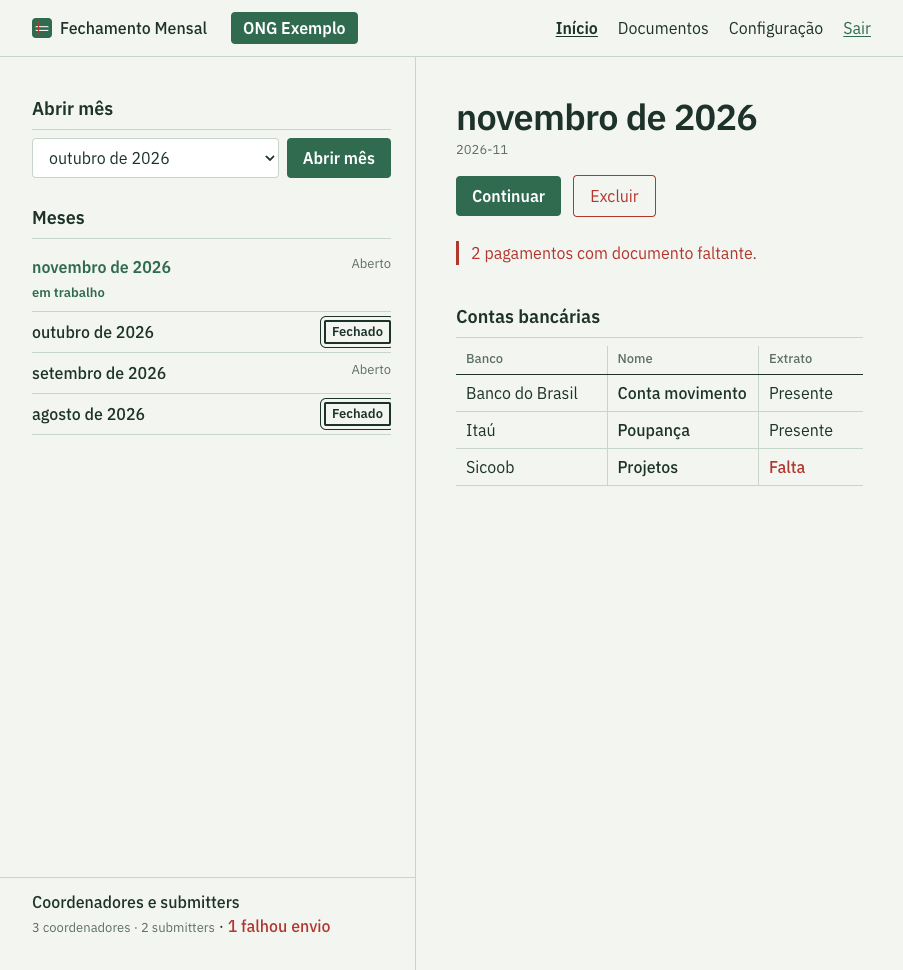 Fechamento Mensal
ONG Exemplo
Início
Documentos
Configuração
Sair
Abrir mês
outubro de 2026
Abrir mês
Meses
novembro de 2026
Aberto
em trabalho
outubro de 2026
Fechado
setembro de 2026
Aberto
agosto de 2026
Fechado
Coordenadores e submitters
3 coordenadores · 2 submitters · 1 falhou envio
novembro de 2026
2026-11
Continuar
Excluir
2 pagamentos com documento faltante.
Contas bancárias
Banco Nome Extrato
Banco do Brasil Conta movimento Presente
Itaú Poupança Presente
Sicoob Projetos Falta